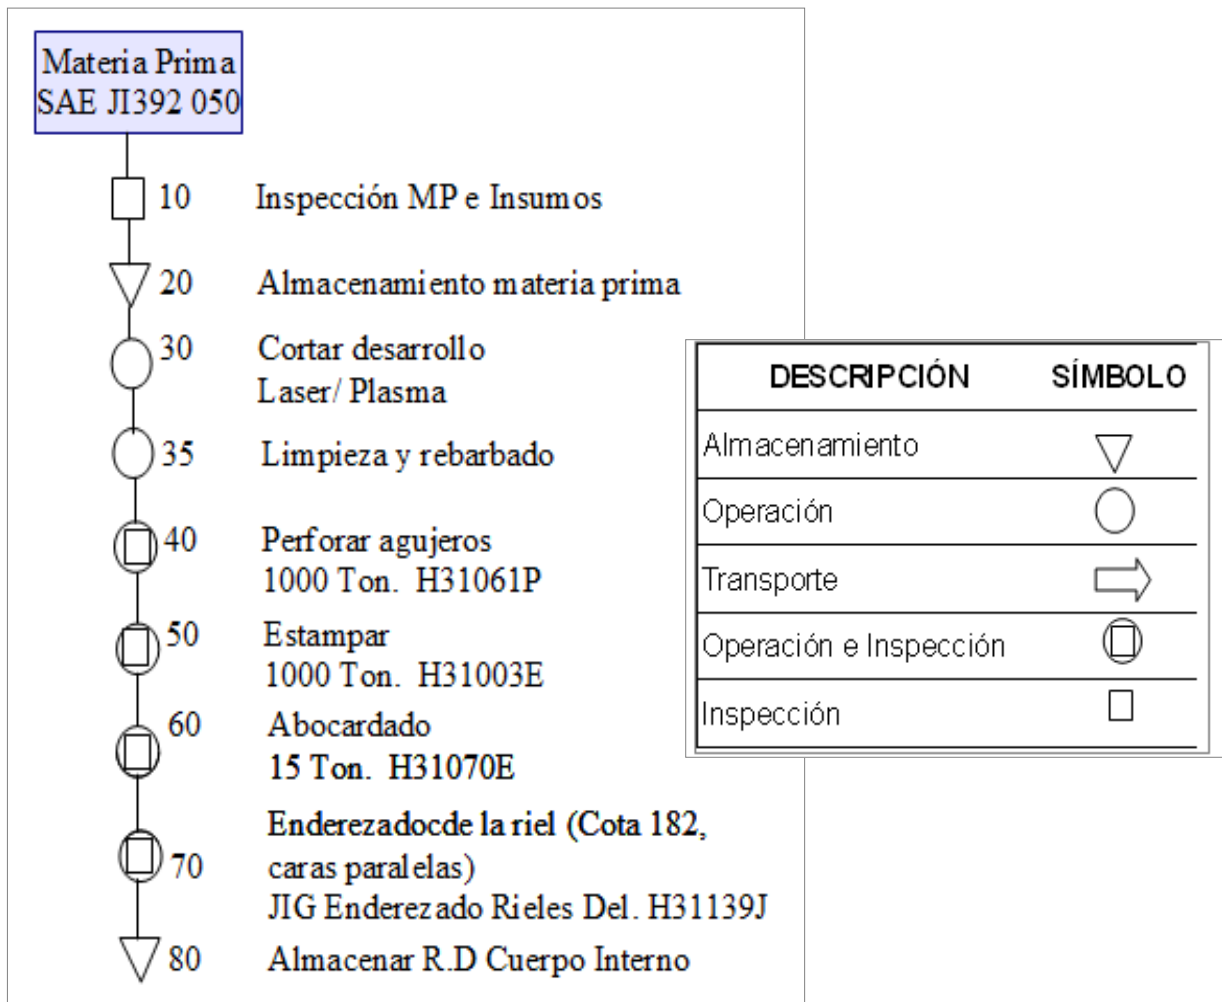 Materia Prima
SAE JI392 050
10 Inspección MP e Insumos
20 Almacenamiento materia prima
30 Cortar desarrollo
Laser/ Plasma
35 Limpieza y rebarbado
40 Perforar agujeros
1000 Ton. H31061P
50 Estampar
1000 Ton. H31003E
60 Abocardado
15 Ton. H31070E
Enderezadocde la riel (Cota 182,
70 caras paralelas)
JIG Enderezado Rieles Del. H31139J
80 Almacenar R.D Cuerpo Interno
DESCRIPCIÓN SÍMBOLO
Almacenamiento
Operación
Transporte
Operación e Inspección
Inspección